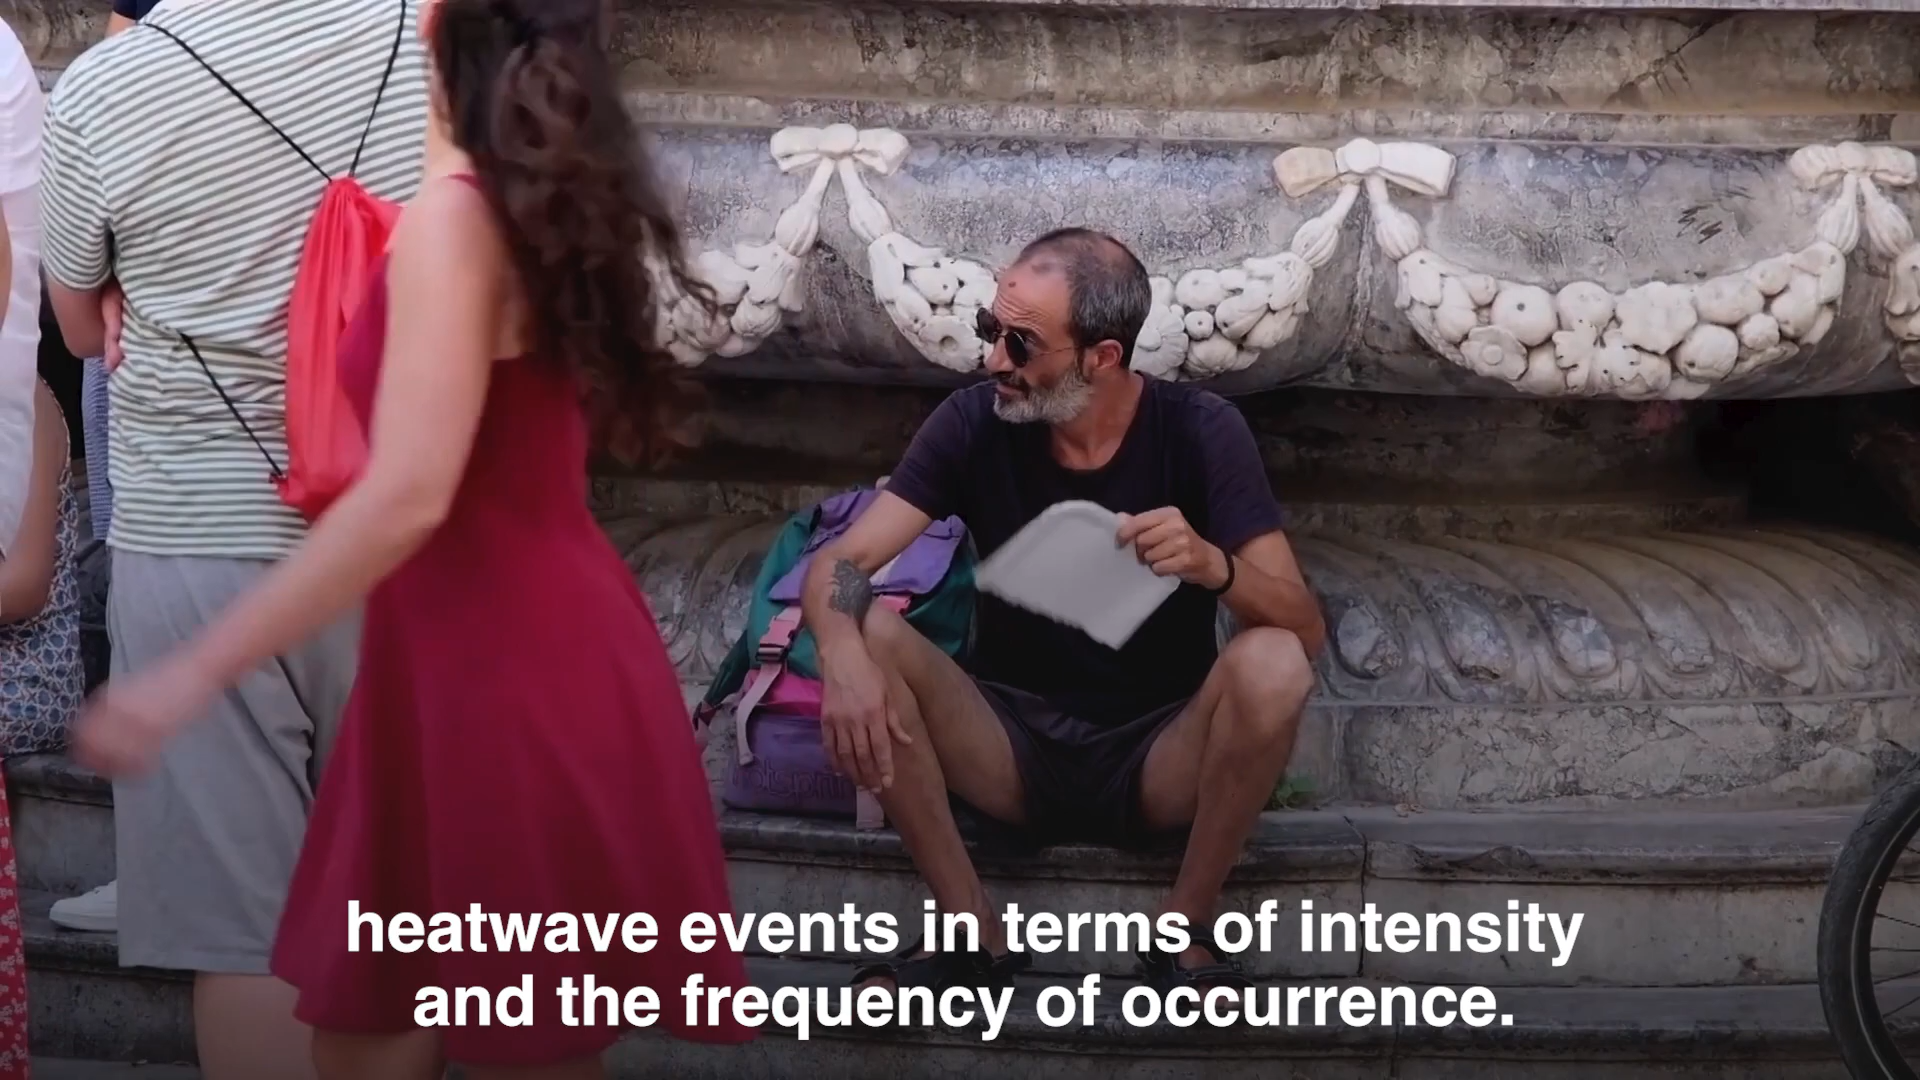 heatwave events in terms of intensity
and the frequency of occurrence.